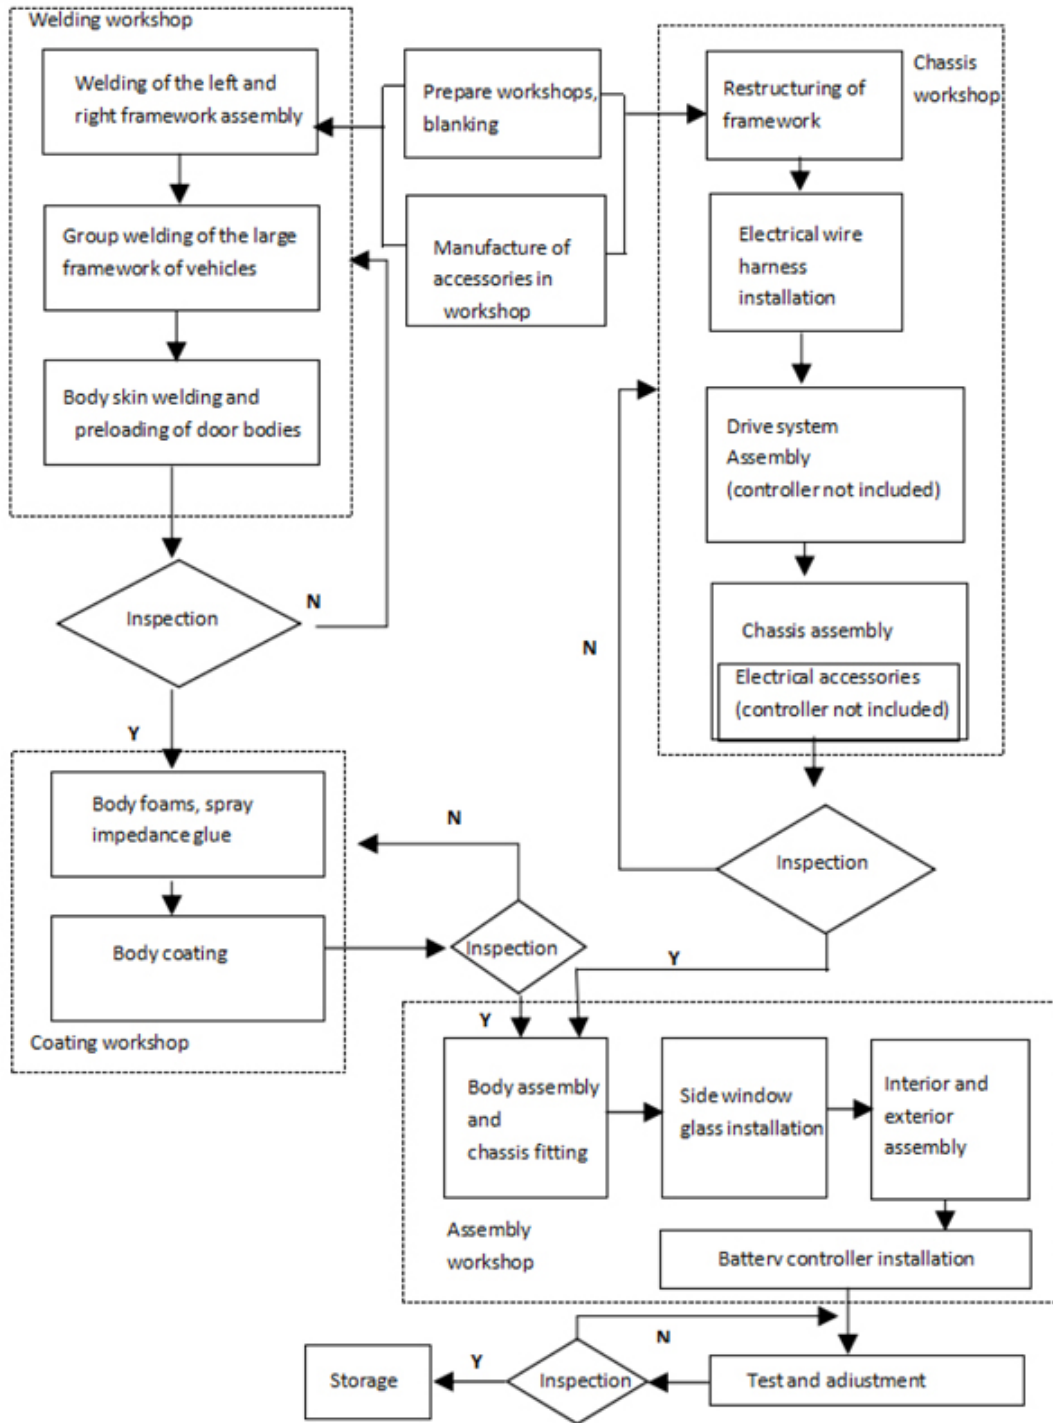 Welding workshop
Welding of the left and
right framework assembly
Group welding of the large
framework of vehicles
Body skin welding and
preloading of door bodies
Inspection
N
Y
Prepare workshops,
blanking
Manufacture of
accessories in
workshop
Chassis
workshop
Restructuring of
framework
Electrical wire
harness
installation
Drive system
Assembly
(controller not included)
Chassis assembly
Electrical accessories
(controller not included)
N
Inspection
Y
Body foams, spray
impedance glue
Body coating
Coating workshop
N
Inspection
Y
Body assembly
and
chassis fitting
Side window
glass installation
Interior and
exterior
assembly
Assembly
workshop
Battery controller installation
N
Test and adjustment
Inspection
Y
Storage